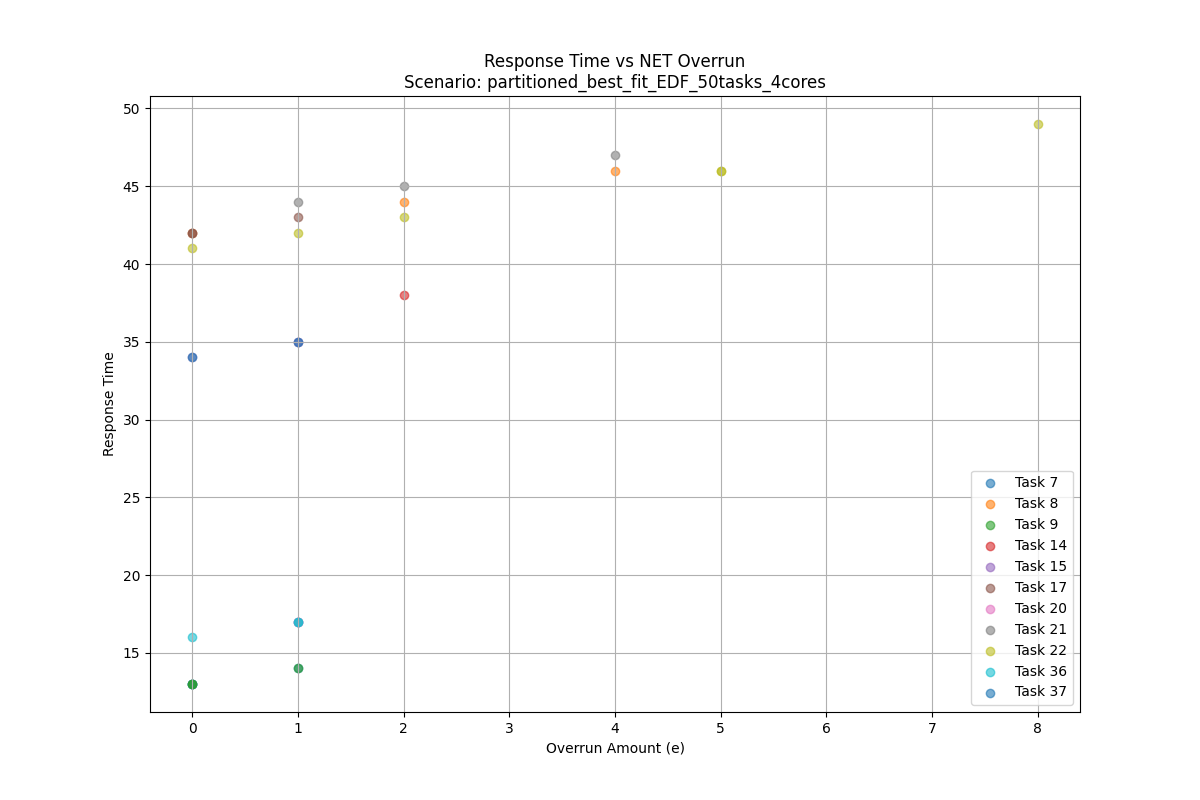 Response Time vs NET Overrun
Scenario: partitioned_best_fit_EDF_50tasks_4cores
50
45
40
35
30
25
20
15
Response Time
0 1 2 3 4 5 6 7 8
Overrun Amount (e)
Task 7
Task 8
Task 9
Task 14
Task 15
Task 17
Task 20
Task 21
Task 22
Task 36
Task 37